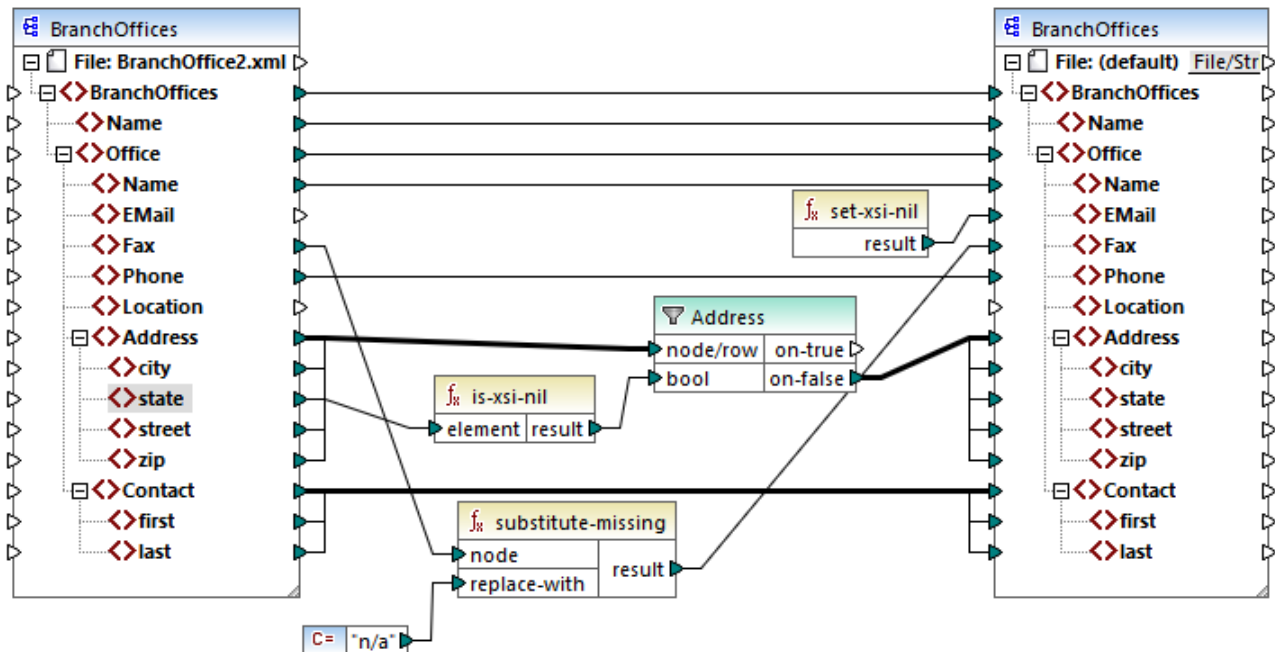 BranchOffices
File: BranchOffice2.xml
BranchOffices
Name
Office
Name
EMail
Fax
Phone
Location
Address
city
state
street
zip
Contact
first
last
fx set-xsi-nil
result
Address
node/row on-true
bool on-false
fx is-xsi-nil
element result
fx substitute-missing
node
replace-with
result
C= "n/a"
BranchOffices
File: (default) File/Str
BranchOffices
Name
Office
Name
EMail
Fax
Phone
Location
Address
city
state
street
zip
Contact
first
last